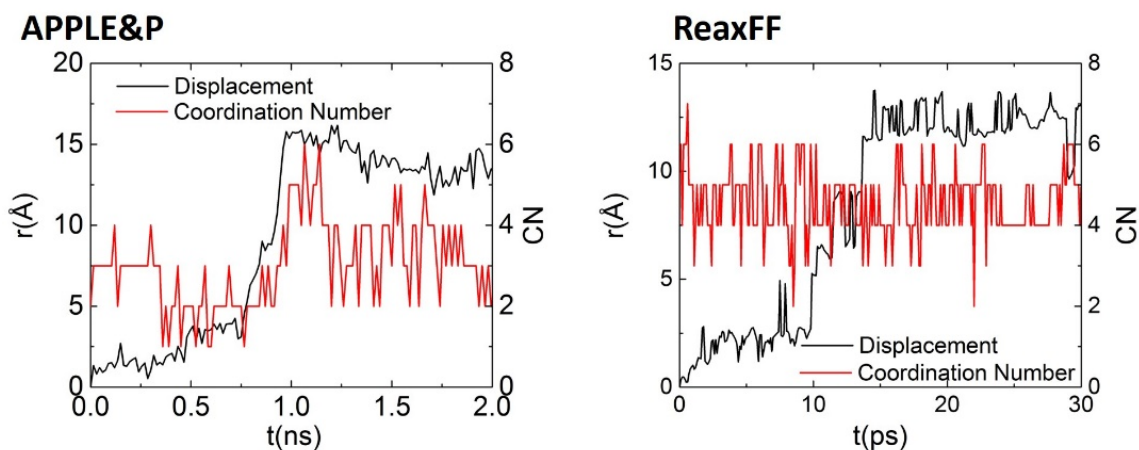 APPLE&P
20
15
10
5
0
r(Å)
Displacement
Coordination Number
8
6
4
2
0
CN
0.0 0.5 1.0 1.5 2.0
t(ns)
ReaxFF
15
10
5
0
r(Å)
8
6
4
2
0
CN
Displacement
Coordination Number
0 10 20 30
t(ps)